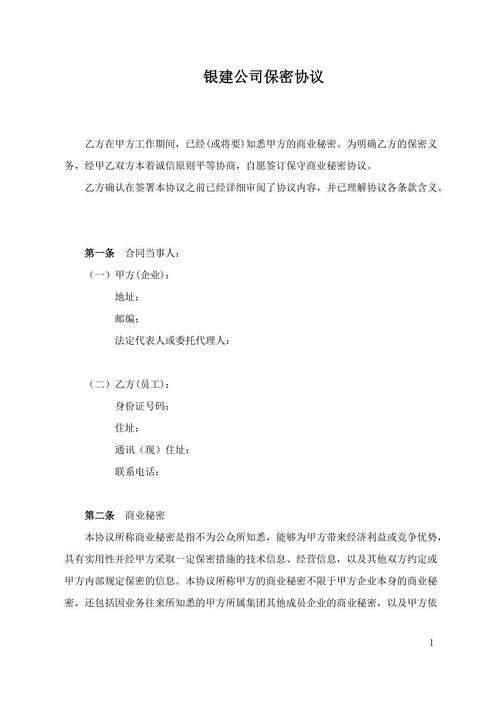 银建公司保密协议
乙方在甲方工作期间，已经(或将要)知悉甲方的商业秘密。为明确乙方的保密义
务，经甲乙双方本着诚信原则平等协商，自愿签订保守商业秘密协议。
乙方确认在签署本协议之前已经详细审阅了协议内容，并已理解协议各条款含义。
第一条 合同当事人：
（一）甲方(企业)：
地址：
邮编：
法定代表人或委托代理人：
（二）乙方(员工)：
身份证号码：
住址：
通讯（现）住址：
联系电话：
第二条 商业秘密
本协议所称商业秘密是指不为公众所知悉，能够为甲方带来经济利益或竞争优势，
具有实用性并经甲方采取一定保密措施的技术信息、经营信息，以及其他双方约定或
甲方内部规定保密的信息。本协议所称甲方的商业秘密不限于甲方企业本身的商业秘
密，还包括因业务往来所知悉的甲方所属集团其他成员企业的商业秘密，以及甲方依
1